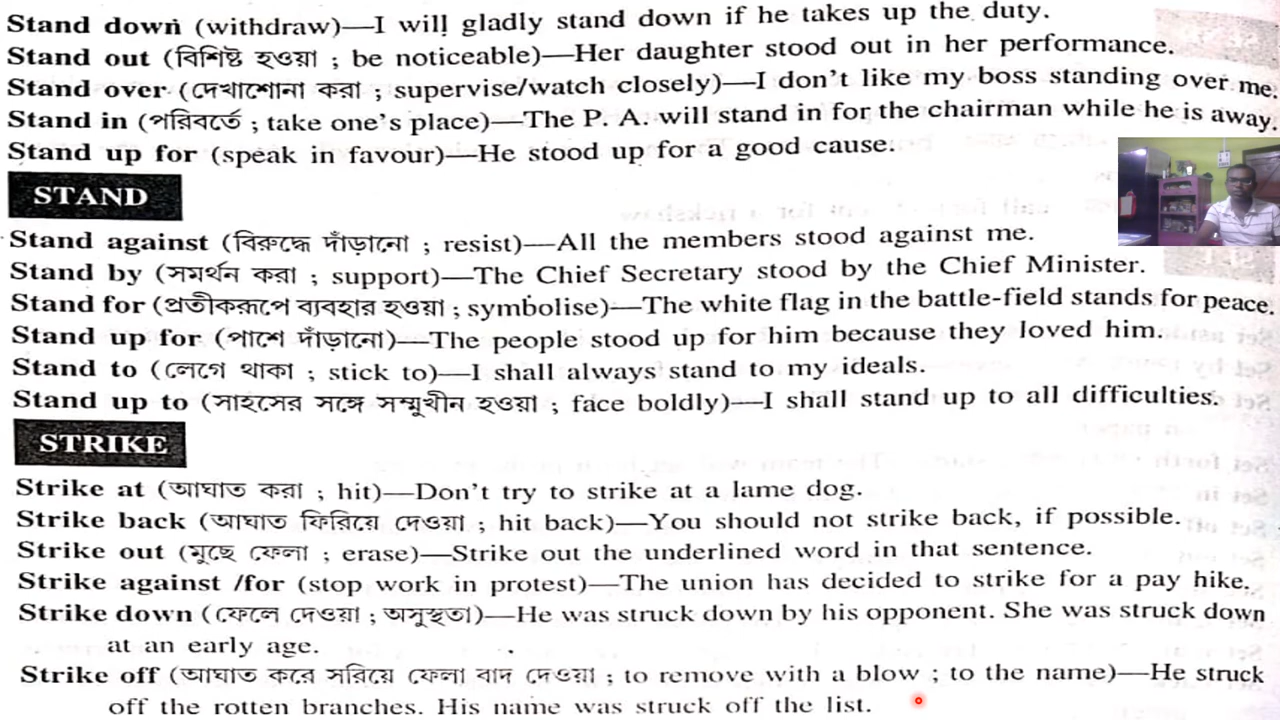 Stand down (withdraw)—I will gladly stand down if he takes up the duty.
Stand out (বিশিষ্ট হওয়া ; be noticeable)—Her daughter stood out in her performance.
Stand over (দেখাশোনা করা ; supervise/watch closely)—I don't like my boss standing over me.
Stand in (পরিবর্তে ; take one's place)—The P. A. will stand in for the chairman while he is away.
Stand up for (speak in favour)—He stood up for a good cause.
STAND
Stand against (বিরুদ্ধে দাঁড়ানো ; resist)—All the members stood against me.
Stand by (সমর্থন করা ; support)—The Chief Secretary stood by the Chief Minister.
Stand for (প্রতীকরূপে ব্যবহার হওয়া ; symbolise)—The white flag in the battle-field stands for peace.
Stand up for (পাশে দাঁড়ানো)—The people stood up for him because they loved him.
Stand to (লেগে থাকা ; stick to)—I shall always stand to my ideals.
Stand up to (সাহসের সঙ্গে সম্মুখীন হওয়া ; face boldly)—I shall stand up to all difficulties.
STRIKE
Strike at (আঘাত করা ; hit)—Don't try to strike at a lame dog.
Strike back (আঘাত ফিরিয়ে দেওয়া ; hit back)—You should not strike back, if possible.
Strike out (মুছে ফেলা ; erase)—Strike out the underlined word in that sentence.
Strike against /for (stop work in protest)—The union has decided to strike for a pay hike.
Strike down (ফেলে দেওয়া ; অসুস্থতা)—He was struck down by his opponent. She was struck down
at an early age.
Strike off (আঘাত করে সরিয়ে ফেলা বাদ দেওয়া ; to remove with a blow ; to the name)—He struck
off the rotten branches. His name was struck off the list.